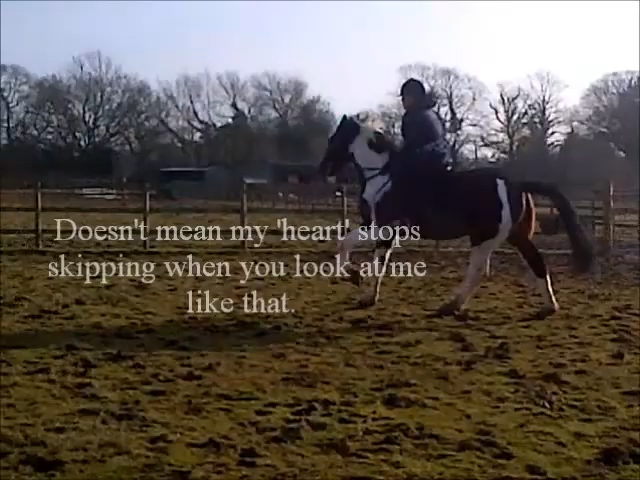 Doesn't mean my 'heart' stops
skipping when you look at me
like that.